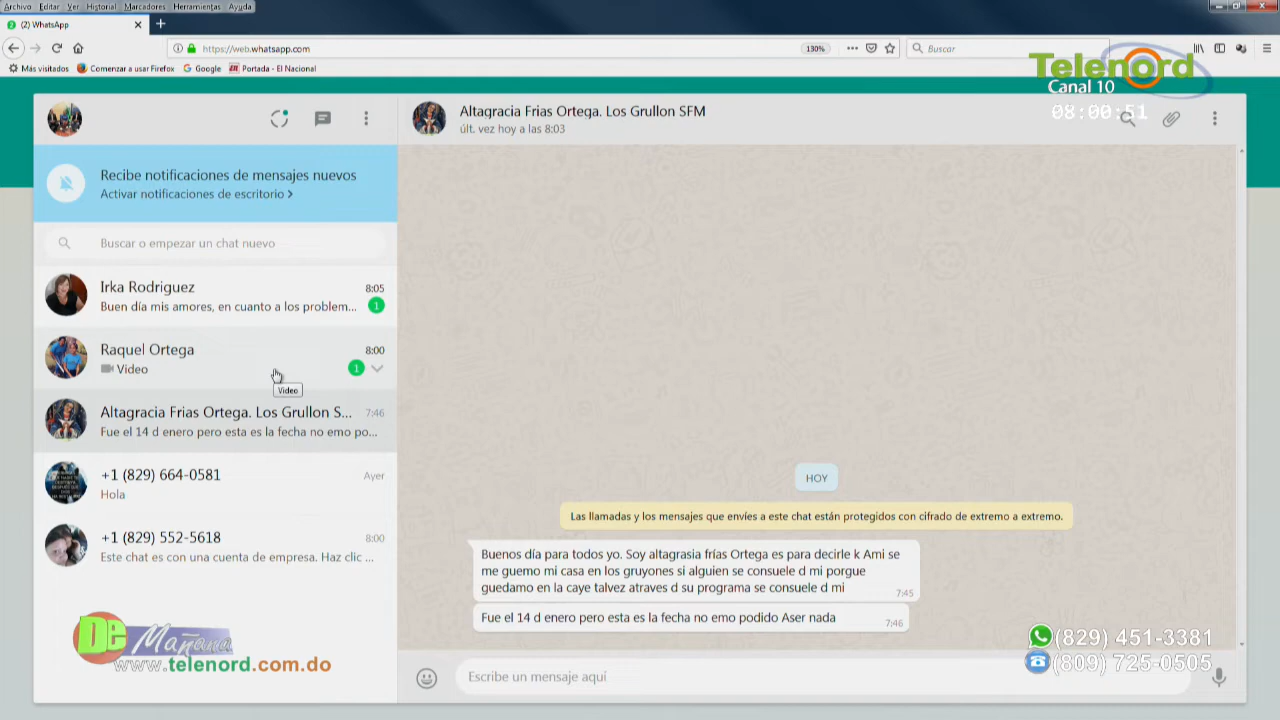 Archivo Editar Ver Historial Marcadores Herramientas Ayuda
(2) WhatsApp
https://web.whatsapp.com
130%
Buscar
Más visitados Comenzar a usar Firefox Google Portada - El Nacional
Telenord
Canal 10
08:00:51
Altagracia Frias Ortega. Los Grullon SFM
últ. vez hoy a las 8:03
Recibe notificaciones de mensajes nuevos
Activar notificaciones de escritorio >
Buscar o empezar un chat nuevo
Irka Rodriguez 8:05
Buen día mis amores, en cuanto a los problem... 1
Raquel Ortega 8:00
Video 1
Video
Altagracia Frias Ortega. Los Grullon S... 7:46
Fue el 14 d enero pero esta es la fecha no emo po...
+1 (829) 664-0581 Ayer
Hola
+1 (829) 552-5618 8:00
Este chat es con una cuenta de empresa. Haz clic ...
HOY
Las llamadas y los mensajes que envíes a este chat están protegidos con cifrado de extremo a extremo.
Buenos día para todos yo. Soy altagrasia frías Ortega es para decirle k Ami se
me guemo mi casa en los gruyones si alguien se consuele d mi porgue
guedamo en la caye talvez atraves d su programa se consuele d mi
7:45
Fue el 14 d enero pero esta es la fecha no emo podido Aser nada
7:46
Escribe un mensaje aquí
De Mañana
www.telenord.com.do
(829) 451-3381
(809) 725-0505